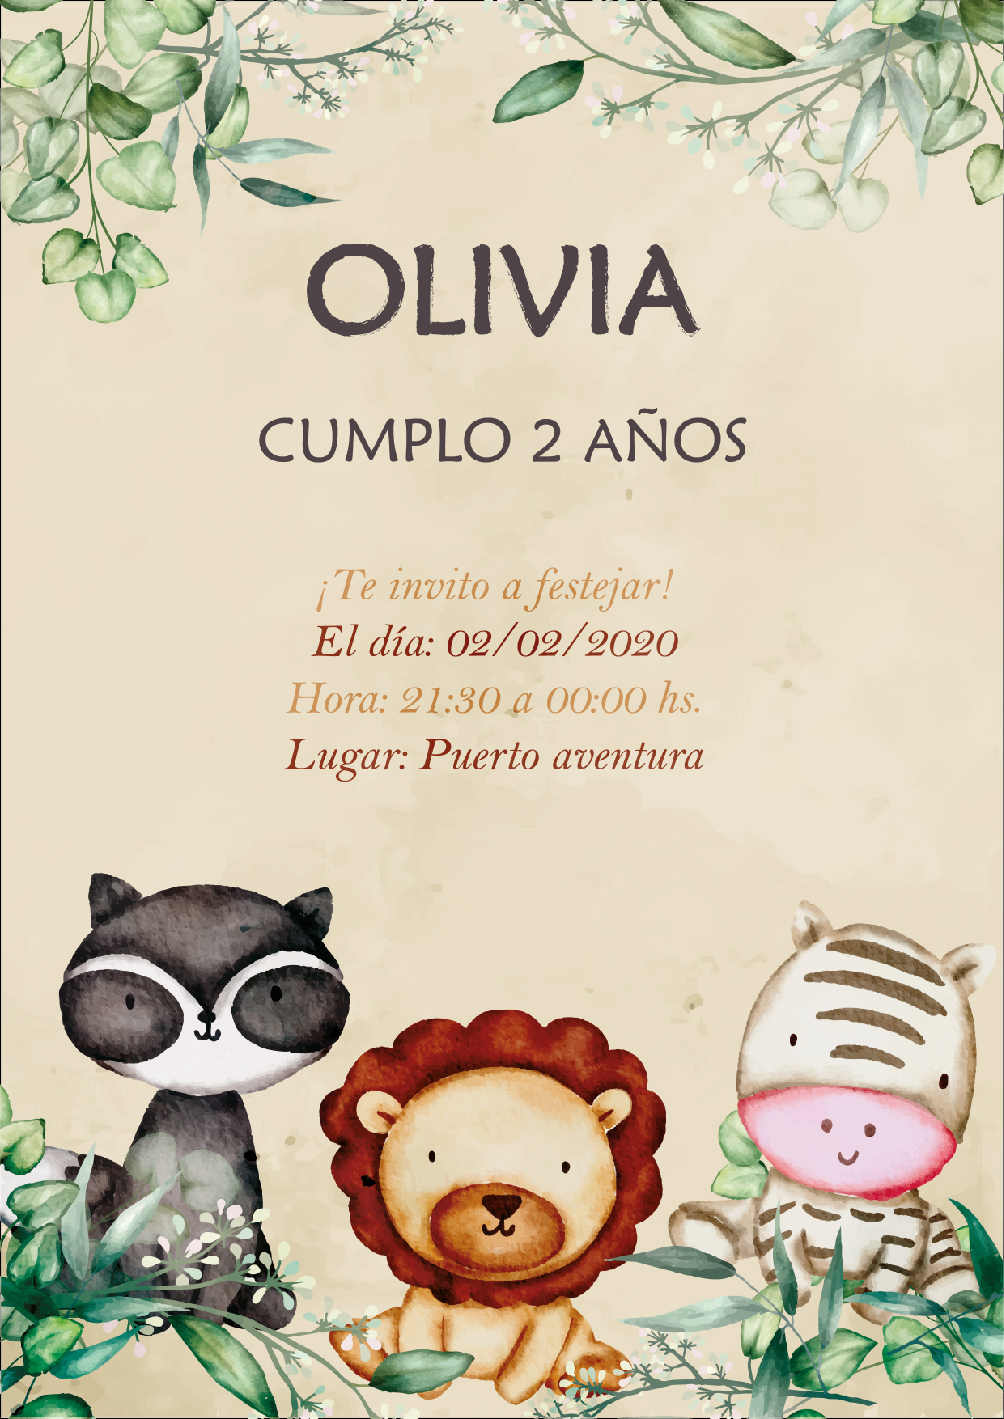 OLIVIA
CUMPLO 2 AÑOS
¡Te invito a festejar!
El día: 02/02/2020
Hora: 21:30 a 00:00 hs.
Lugar: Puerto aventura